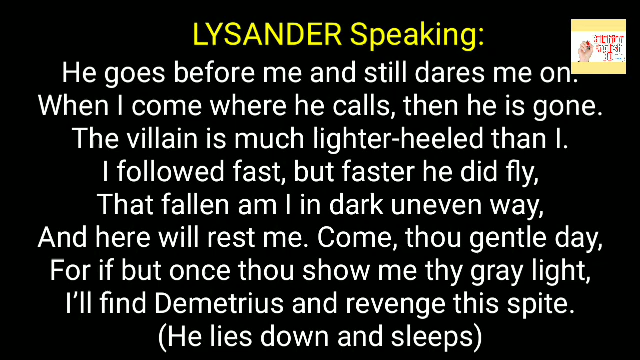 LYSANDER Speaking:
He goes before me and still dares me on.
When I come where he calls, then he is gone.
The villain is much lighter-heeled than I.
I followed fast, but faster he did fly,
That fallen am I in dark uneven way,
And here will rest me. Come, thou gentle day,
For if but once thou show me thy gray light,
I’ll find Demetrius and revenge this spite.
(He lies down and sleeps)